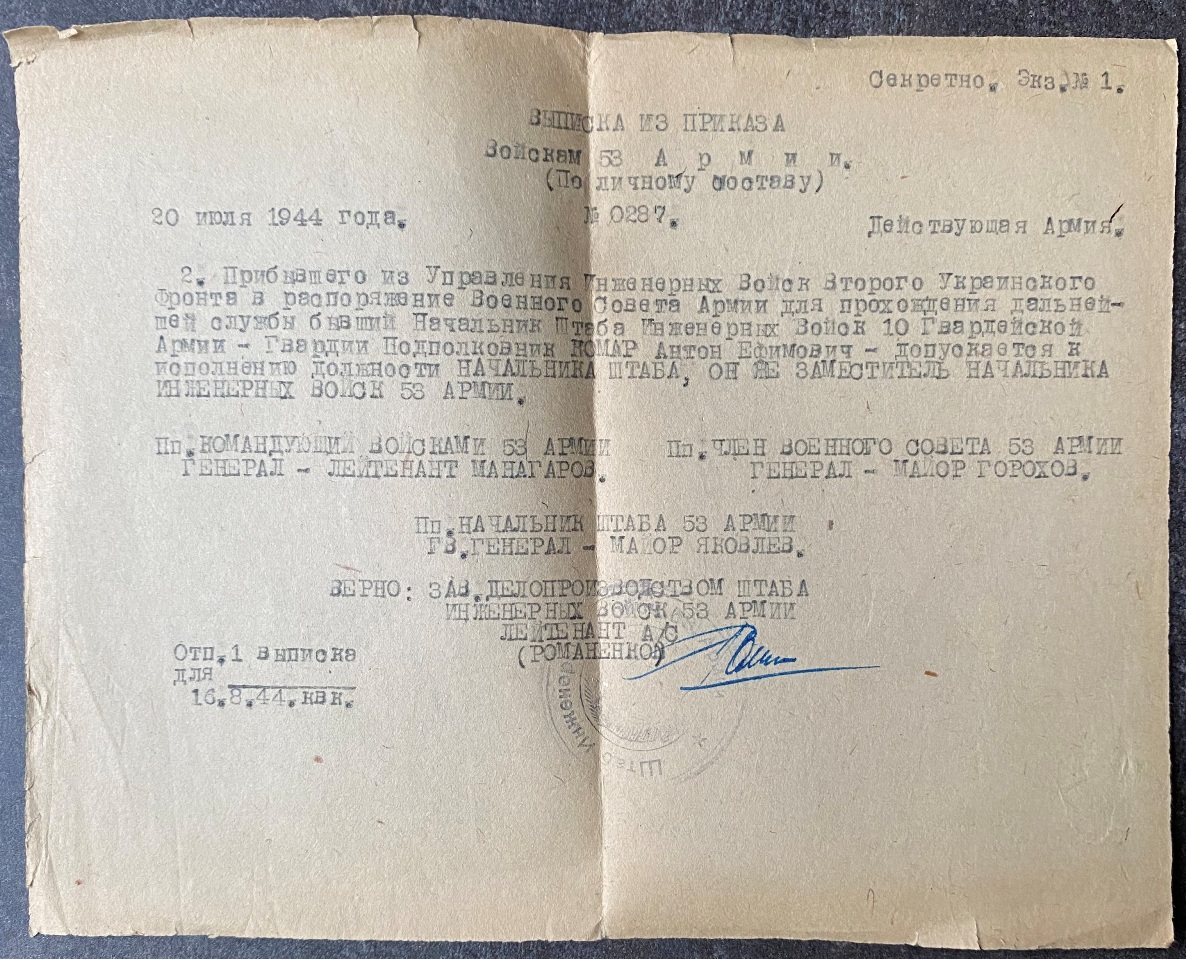 Секретно. Экз.№ 1.
ВЫПИСКА ИЗ ПРИКАЗА
Войскам 53 А р м и и.
(По личному составу)
20 июля 1944 года. № 0287. Действующая Армия.
2. Прибывшего из Управления Инженерных Войск Второго Украинского
Фронта в распоряжение Военного Совета Армии для прохождения дальней-
шей службы бывший Начальник Штаба Инженерных Войск 10 Гвардейской
Армии - Гвардии Подполковник КОМАР Антон Ефимович - допускается к
исполнению должности НАЧАЛЬНИКА ШТАБА, ОН ЖЕ ЗАМЕСТИТЕЛЬ НАЧАЛЬНИКА
ИНЖЕНЕРНЫХ ВОЙСК 53 АРМИИ.
Пп.КОМАНДУЮЩИЙ ВОЙСКАМИ 53 АРМИИ Пп.ЧЛЕН ВОЕННОГО СОВЕТА 53 АРМИИ
ГЕНЕРАЛ - ЛЕЙТЕНАНТ МАНАГАРОВ. ГЕНЕРАЛ - МАЙОР ГОРОХОВ.
Пп.НАЧАЛЬНИК ШТАБА 53 АРМИИ
ГВ.ГЕНЕРАЛ - МАЙОР ЯКОВЛЕВ.
ВЕРНО: ЗАВ.ДЕЛОПРОИЗВОДСТВОМ ШТАБА
ИНЖЕНЕРНЫХ ВОЙСК 53 АРМИИ
ЛЕЙТЕНАНТ А/С
(РОМАНЕНКО)
Отп.1 выписка
для
16.8.44.квк.
Штаб Инженерн